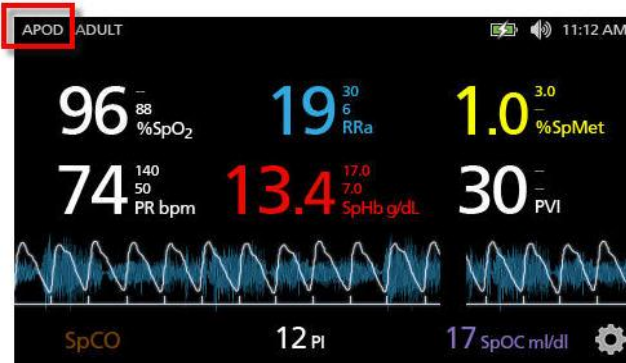 APOD ADULT 11:12 AM
96 – 88 %SpO₂ 19 30 6 RRa 1.0 3.0 – %SpMet
74 140 50 PR bpm 13.4 17.0 7.0 SpHb g/dL 30 – – PVI
SpCO 12 PI 17 SpOC ml/dl